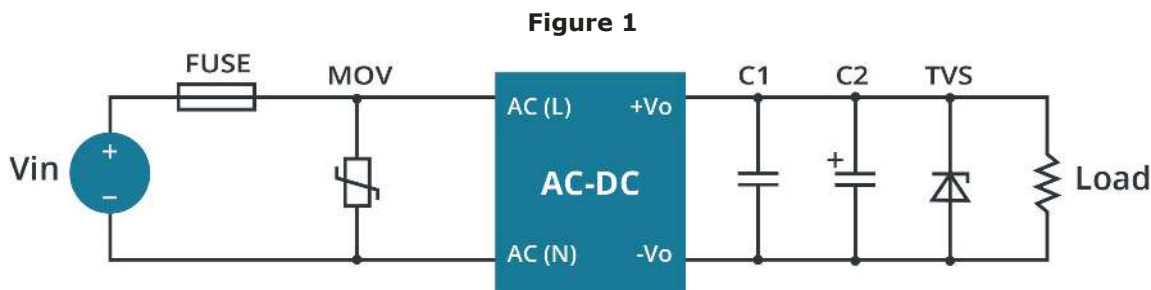 Figure 1
FUSE
MOV
C1
C2
TVS
AC (L)
+Vo
Vin
+
−
AC-DC
+
Load
AC (N)
-Vo